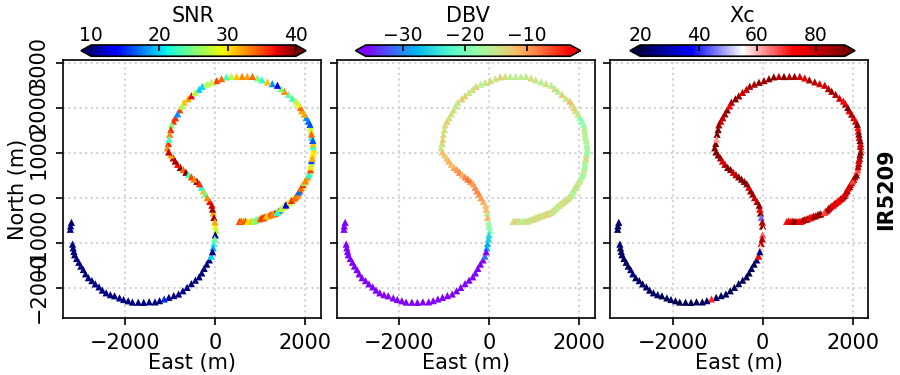 SNR DBV Xc
10 20 30 40 −30 −20 −10 20 40 60 80
North (m)
3000
2000
1000
0
−1000
−2000
IR5209
−2000 0 2000 −2000 0 2000 −2000 0 2000
East (m) East (m) East (m)